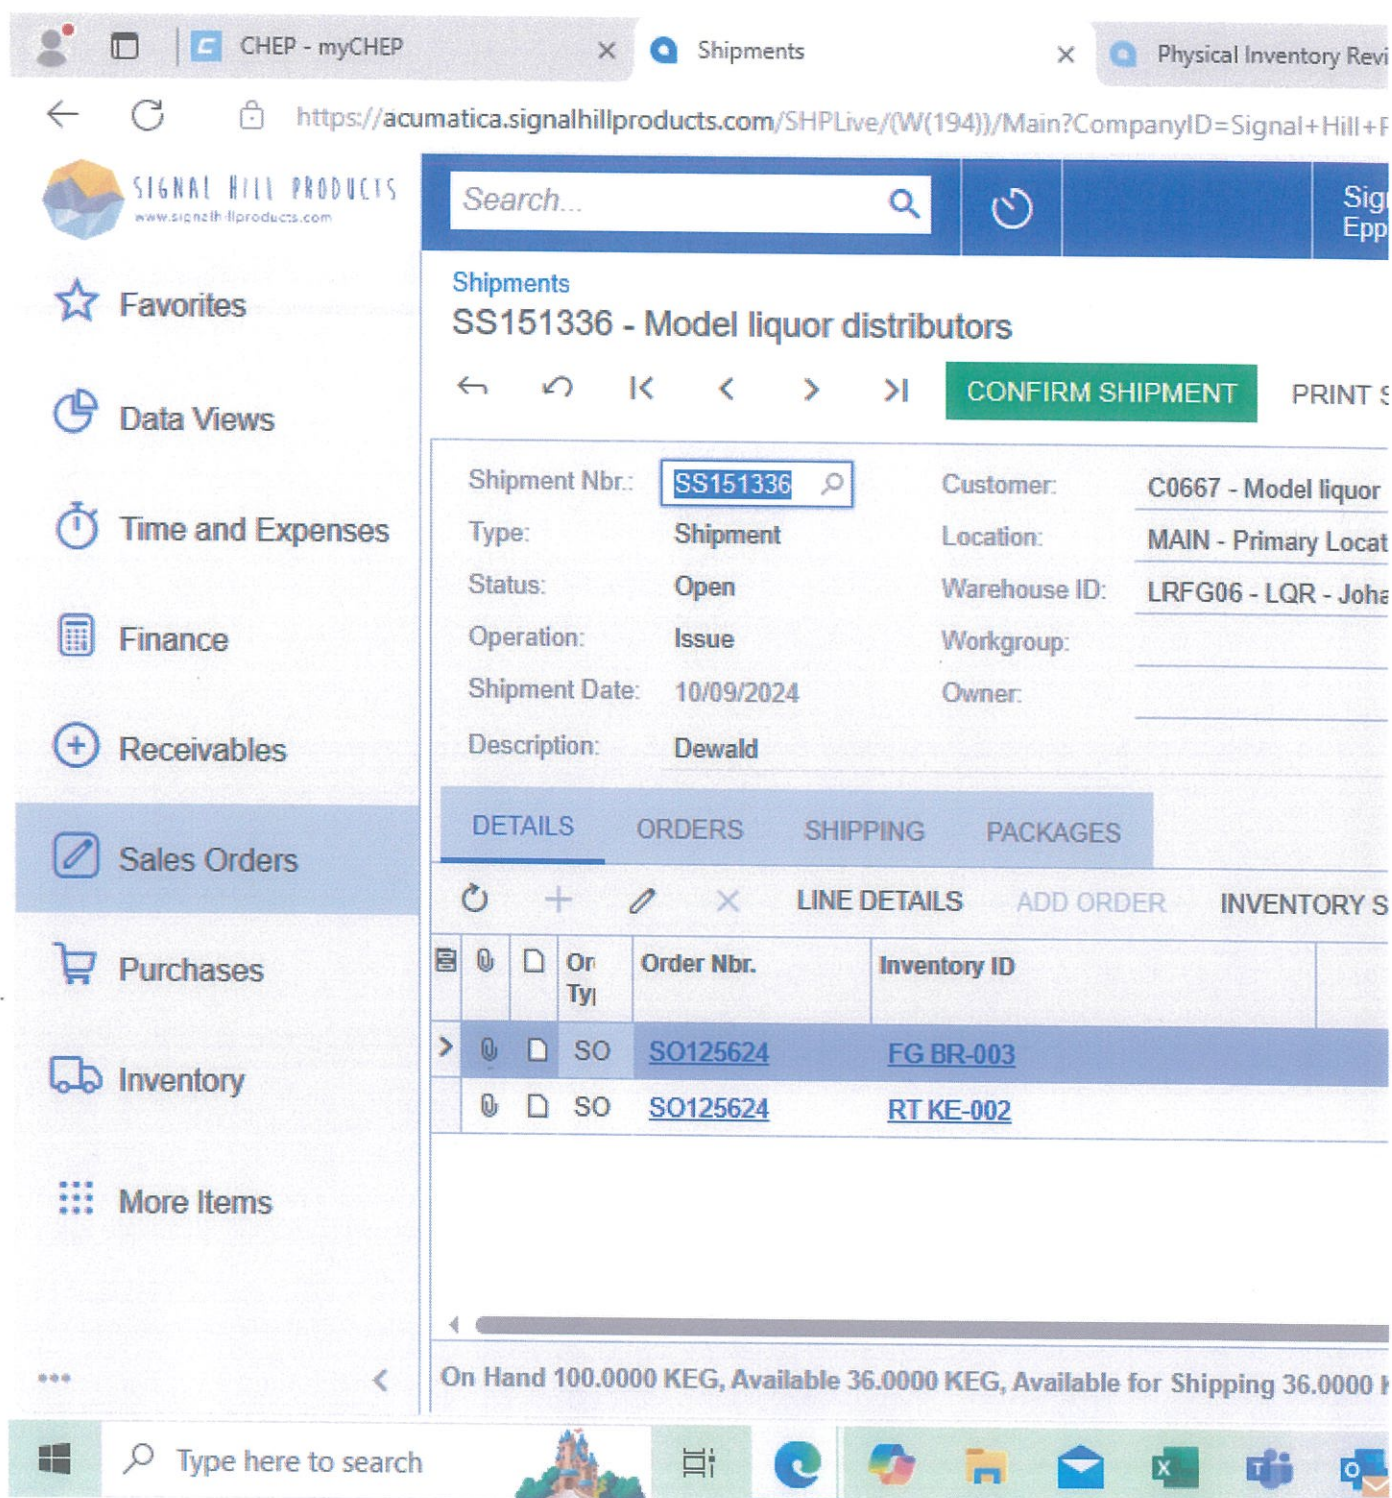 CHEP - myCHEP
Shipments
Physical Inventory Revi
https://acumatica.signalhillproducts.com/SHPLive/(W(194))/Main?CompanyID=Signal+Hill+P
SIGNAL HILL PRODUCTS
www.signalhillproducts.com
Search...
Sig
Epp
Favorites
Data Views
Time and Expenses
Finance
Receivables
Sales Orders
Purchases
Inventory
More Items
Shipments
SS151336 - Model liquor distributors
CONFIRM SHIPMENT PRINT S
Shipment Nbr.: SS151336 Customer: C0667 - Model liquor
Type: Shipment Location: MAIN - Primary Locat
Status: Open Warehouse ID: LRFG06 - LQR - Joha
Operation: Issue Workgroup:
Shipment Date: 10/09/2024 Owner:
Description: Dewald
DETAILS ORDERS SHIPPING PACKAGES
LINE DETAILS ADD ORDER INVENTORY S
Or Order Nbr. Inventory ID
Ty
SO SO125624 FG BR-003
SO SO125624 RT KE-002
On Hand 100.0000 KEG, Available 36.0000 KEG, Available for Shipping 36.0000 K
Type here to search